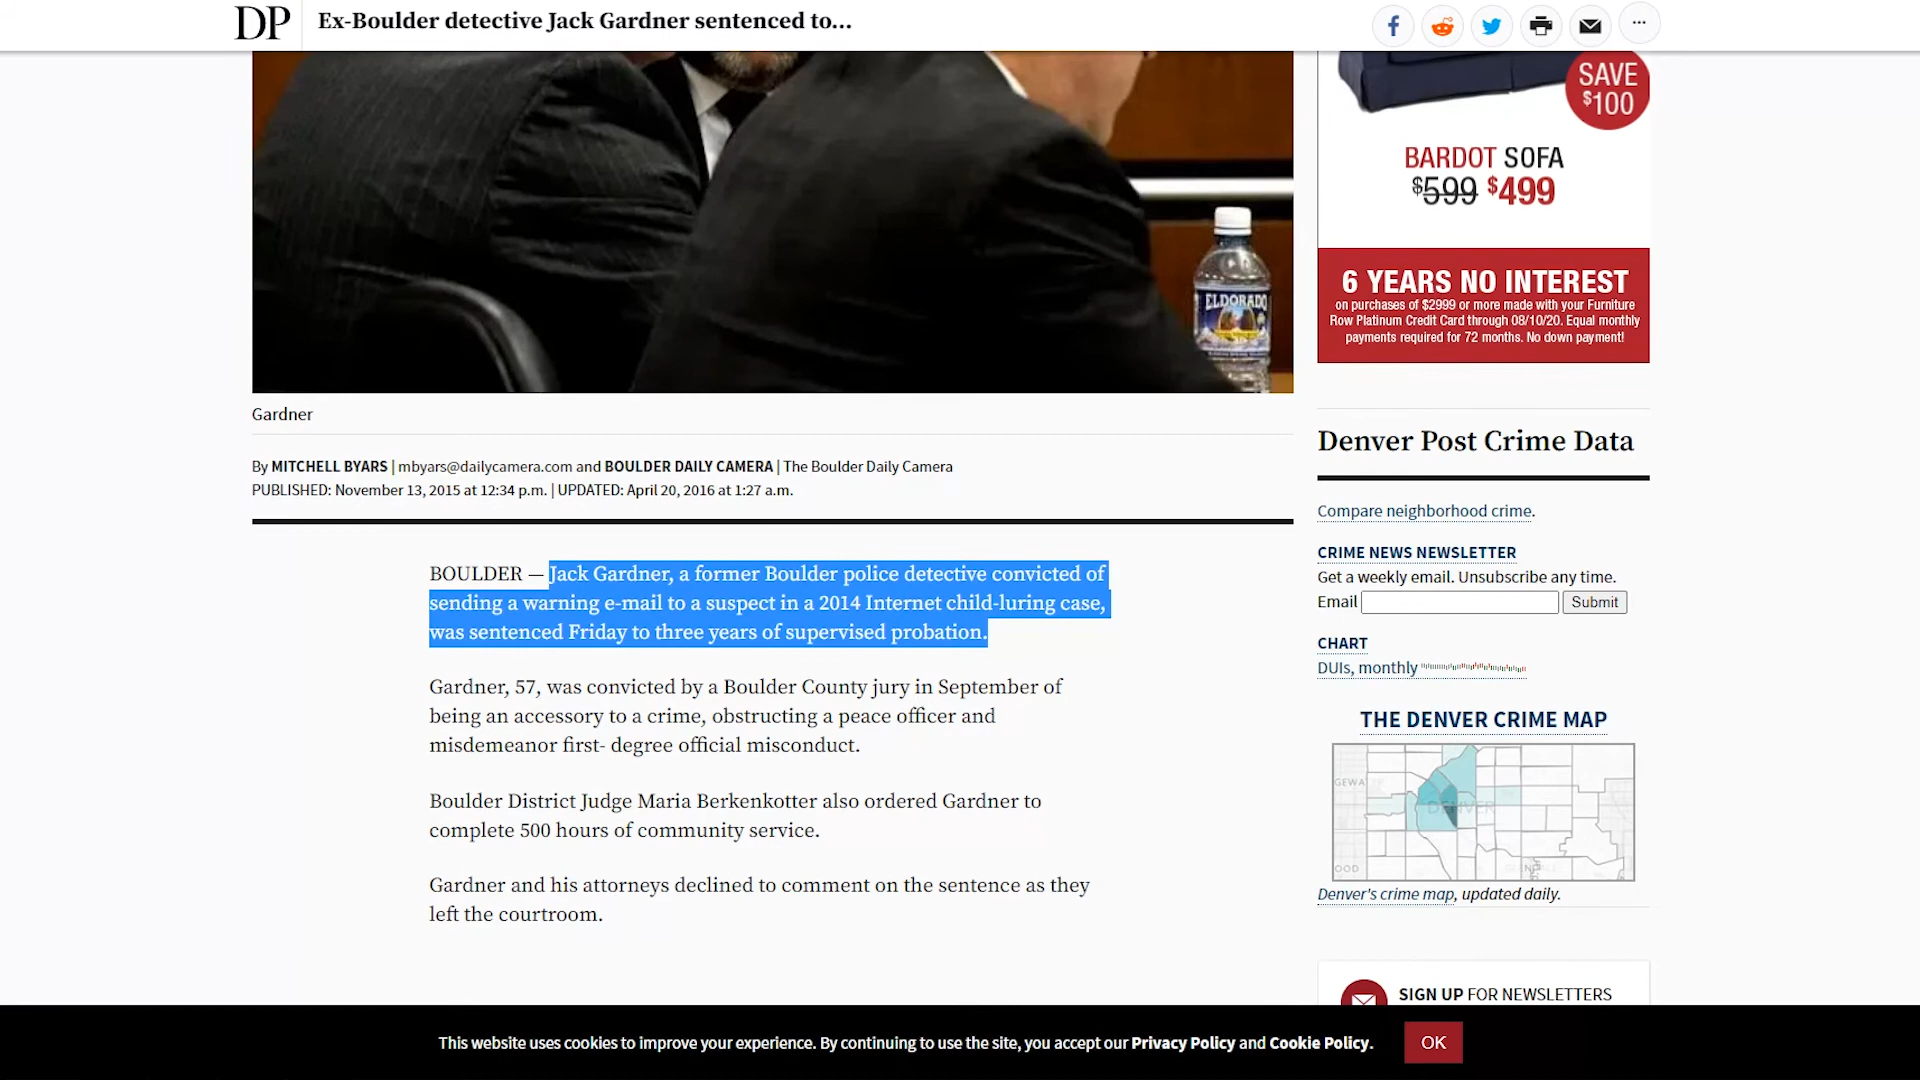 DP
Ex-Boulder detective Jack Gardner sentenced to...
SAVE
$100
BARDOT SOFA
$599 $499
6 YEARS NO INTEREST
on purchases of $2999 or more made with your Furniture
Row Platinum Credit Card through 08/10/20. Equal monthly
payments required for 72 months. No down payment!
ELDORADO
Gardner
By MITCHELL BYARS | mbyars@dailycamera.com and BOULDER DAILY CAMERA | The Boulder Daily Camera
PUBLISHED: November 13, 2015 at 12:34 p.m. | UPDATED: April 20, 2016 at 1:27 a.m.
BOULDER — Jack Gardner, a former Boulder police detective convicted of
sending a warning e-mail to a suspect in a 2014 Internet child-luring case,
was sentenced Friday to three years of supervised probation.
Gardner, 57, was convicted by a Boulder County jury in September of
being an accessory to a crime, obstructing a peace officer and
misdemeanor first- degree official misconduct.
Boulder District Judge Maria Berkenkotter also ordered Gardner to
complete 500 hours of community service.
Gardner and his attorneys declined to comment on the sentence as they
left the courtroom.
Denver Post Crime Data
Compare neighborhood crime.
CRIME NEWS NEWSLETTER
Get a weekly email. Unsubscribe any time.
Email Submit
CHART
DUIs, monthly
THE DENVER CRIME MAP
GEWA
DENVER
OOD
Denver's crime map, updated daily.
SIGN UP FOR NEWSLETTERS
This website uses cookies to improve your experience. By continuing to use the site, you accept our Privacy Policy and Cookie Policy.
OK